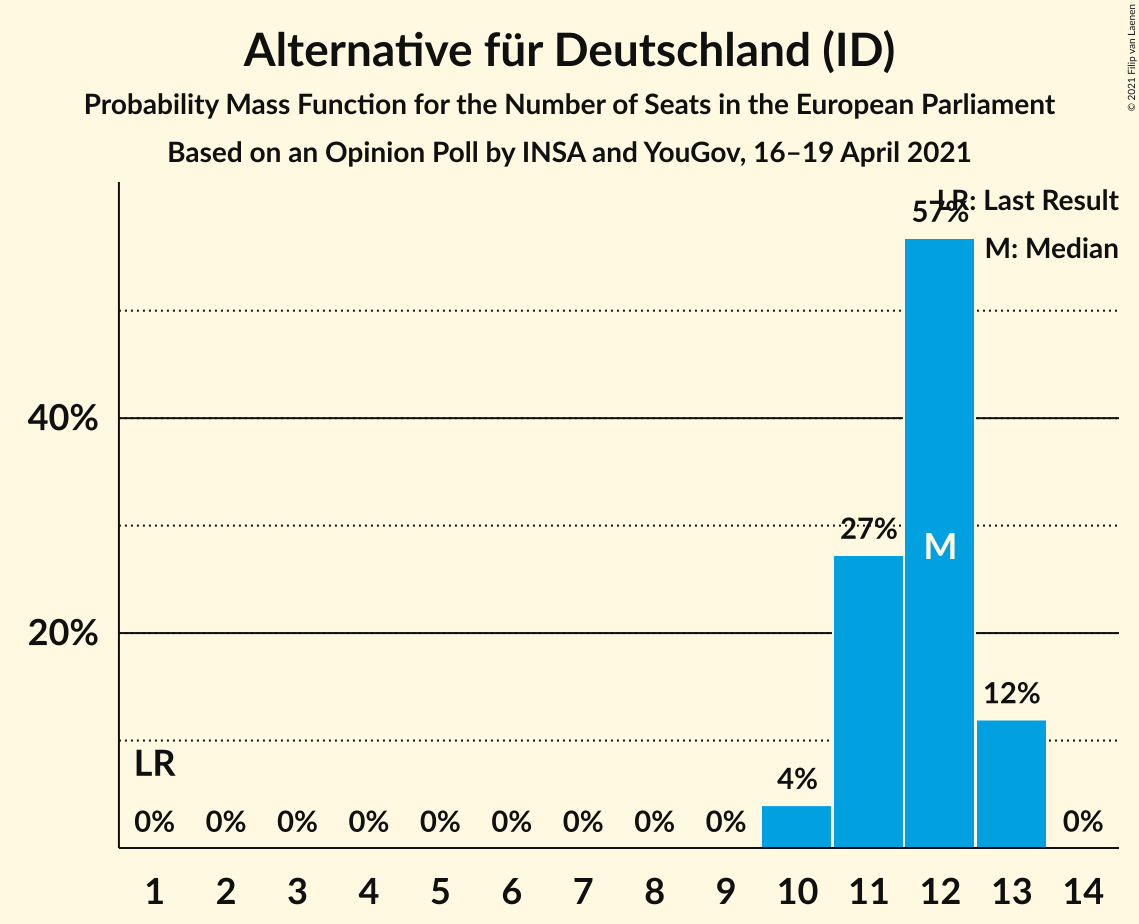 Alternative für Deutschland (ID)
Probability Mass Function for the Number of Seats in the European Parliament
Based on an Opinion Poll by INSA and YouGov, 16–19 April 2021
© 2021 Filip van Laenen
LR: Last Result
M: Median
57%
40%
27%
M
20%
12%
LR
4%
0% 0% 0% 0% 0% 0% 0% 0% 0% 0%
1 2 3 4 5 6 7 8 9 10 11 12 13 14